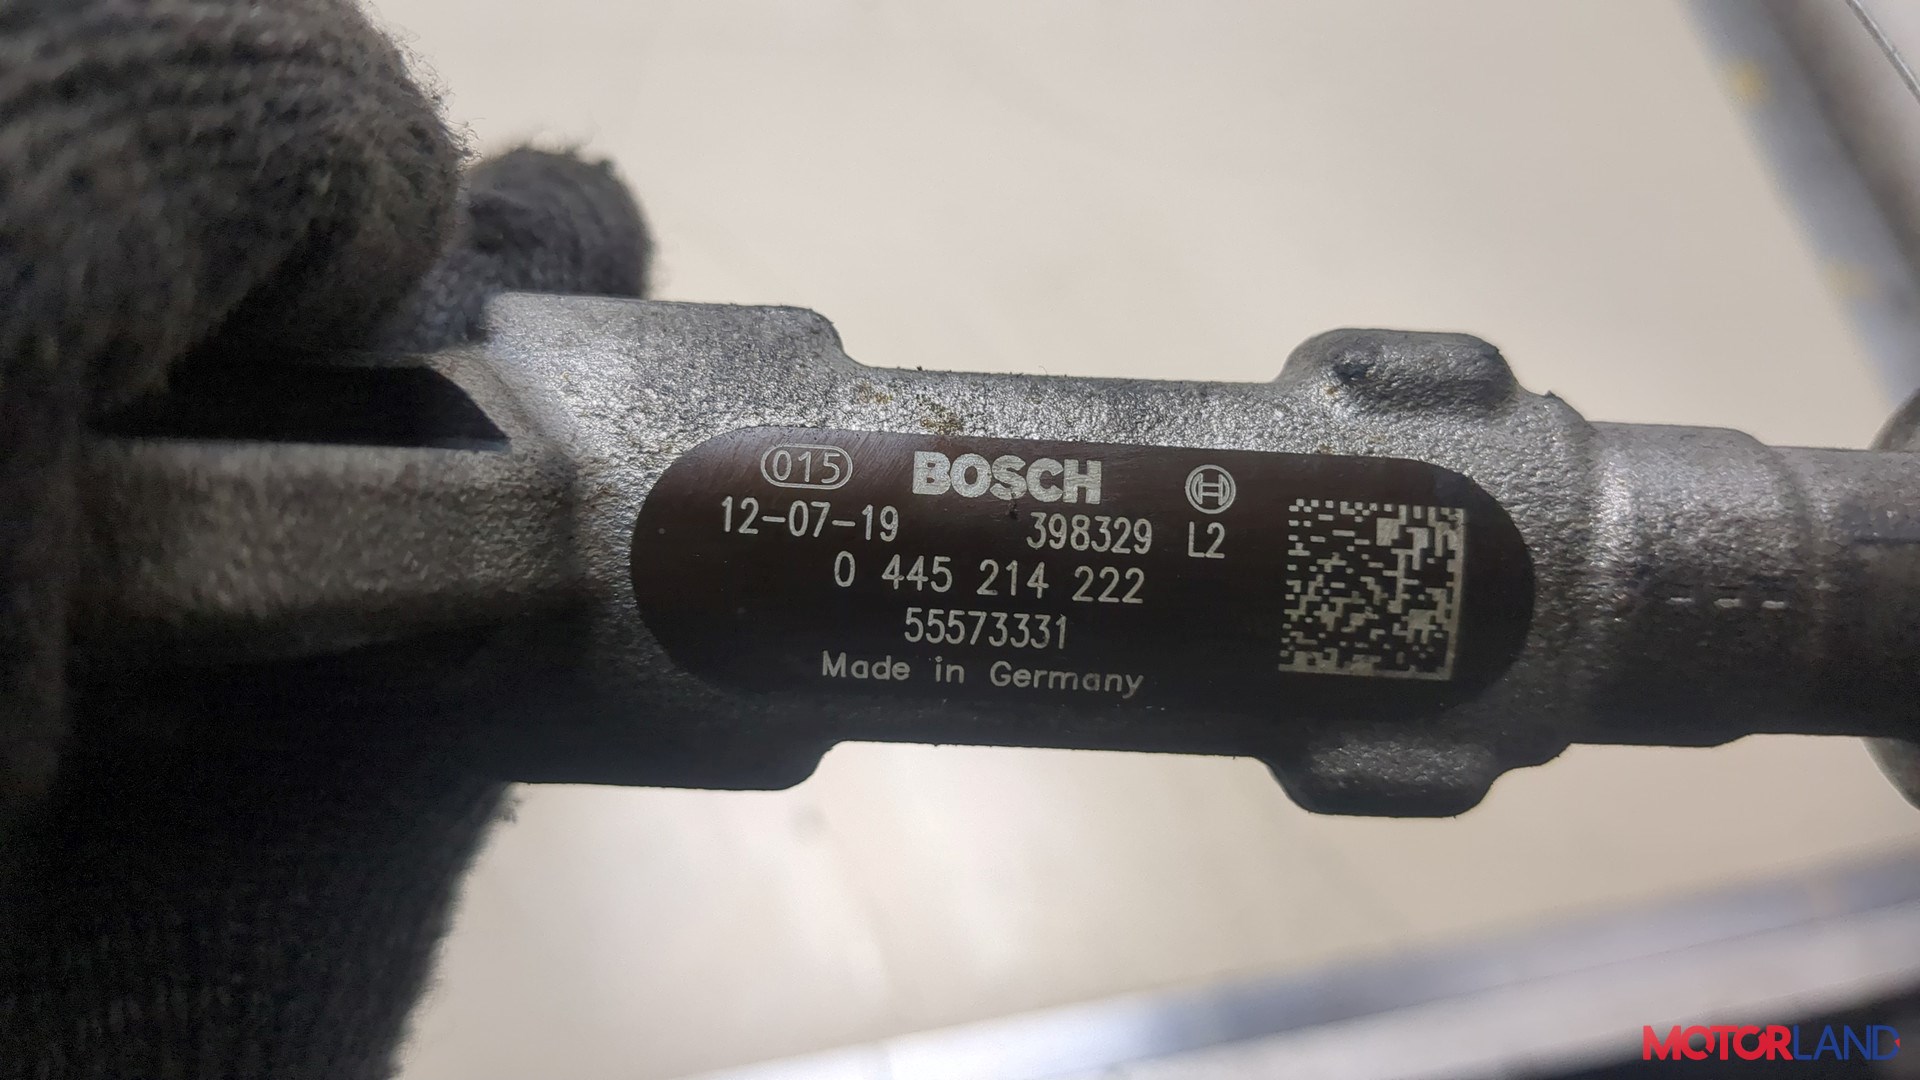 015 BOSCH
12-07-19 398329 L2
0 445 214 222
55573331
Made in Germany
MOTORLAND